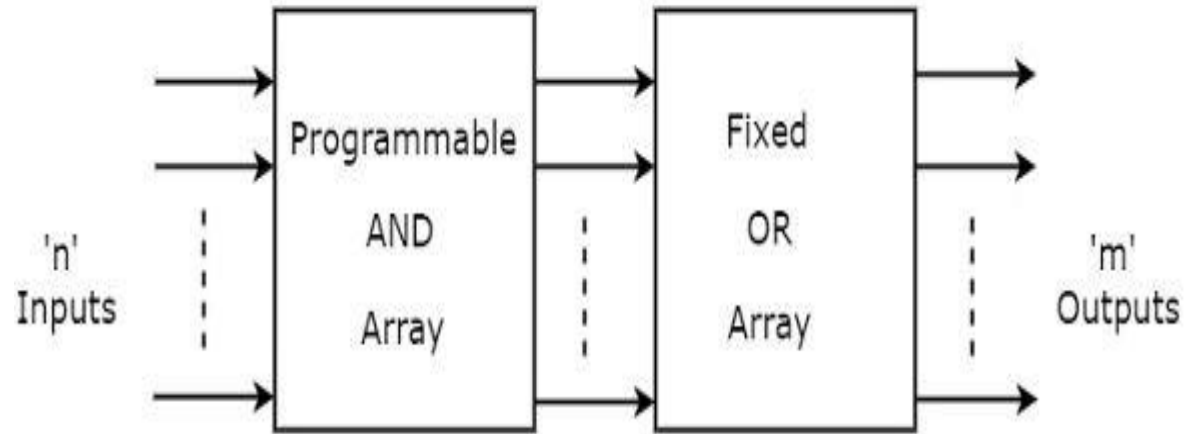 'n'
Inputs
Programmable
AND
Array
Fixed
OR
Array
'm'
Outputs